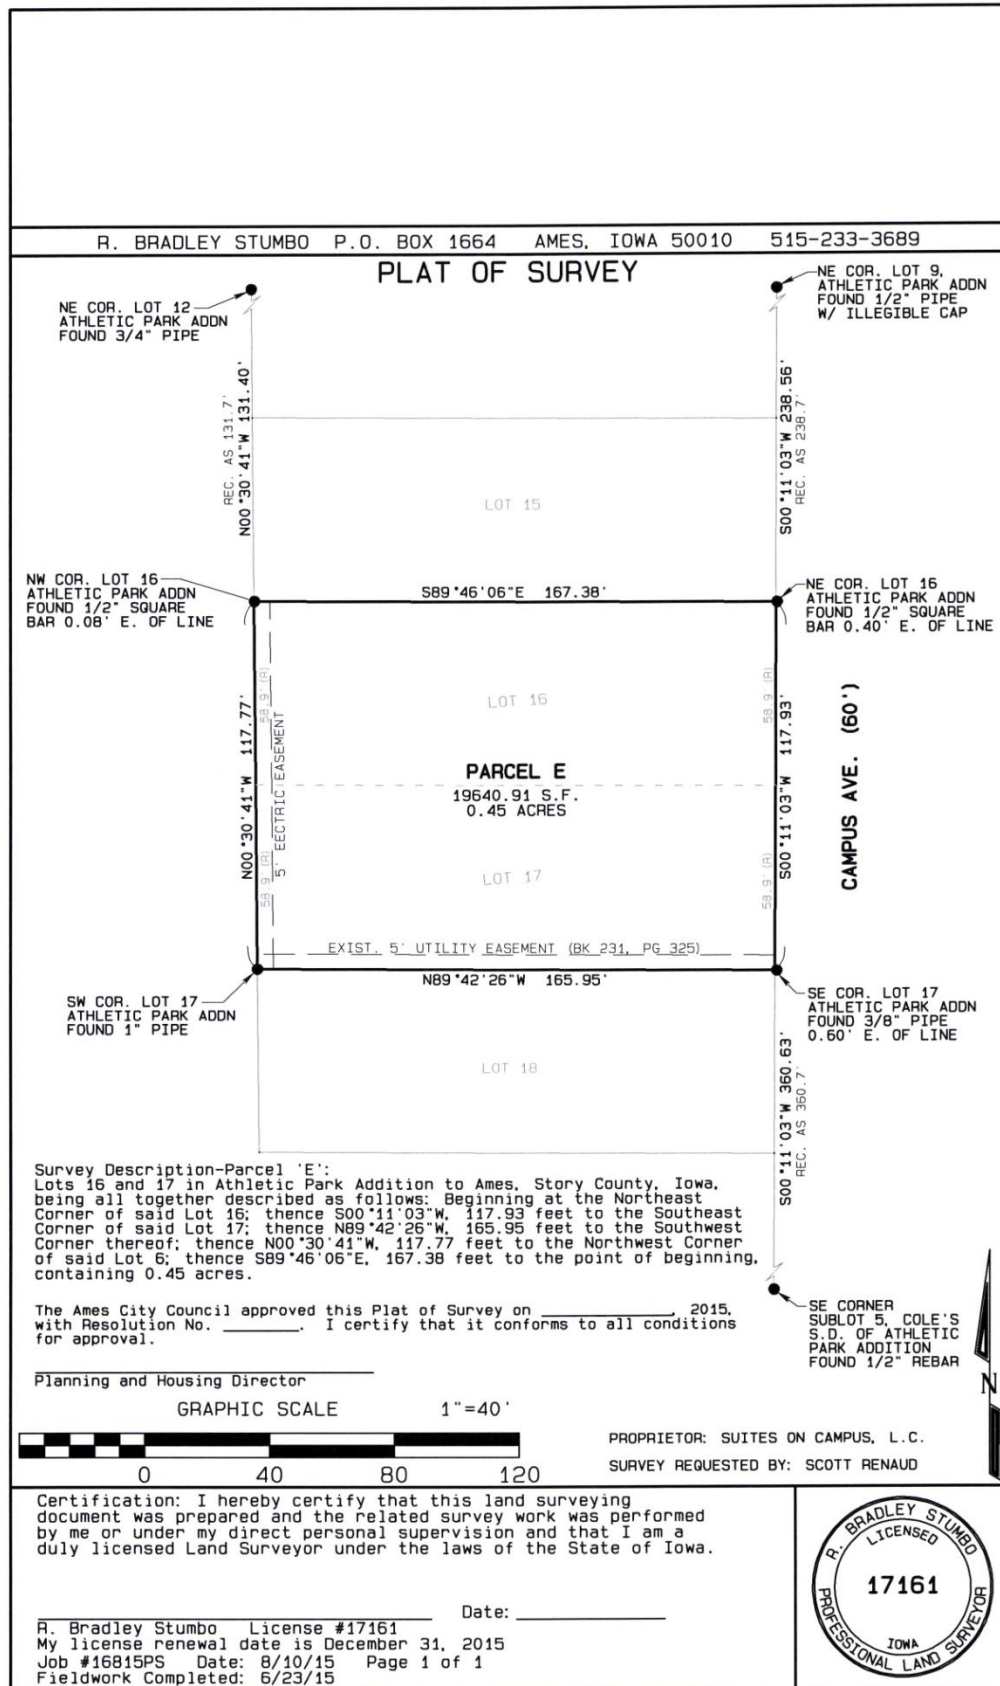 R. BRADLEY STUMBO P.O. BOX 1664 AMES, IOWA 50010 515-233-3689
PLAT OF SURVEY
NE COR. LOT 12
ATHLETIC PARK ADDN
FOUND 3/4" PIPE
NE COR. LOT 9,
ATHLETIC PARK ADDN
FOUND 1/2" PIPE
W/ ILLEGIBLE CAP
REC. AS 131.7'
N00°30'41"W 131.40'
S00°11'03"W 238.56'
REC. AS 238.7'
LOT 15
NW COR. LOT 16
ATHLETIC PARK ADDN
FOUND 1/2" SQUARE
BAR 0.08' E. OF LINE
S89°46'06"E 167.38'
NE COR. LOT 16
ATHLETIC PARK ADDN
FOUND 1/2" SQUARE
BAR 0.40' E. OF LINE
N00°30'41"W 117.77'
58.9'(R)
58.9'(R)
5' EECTRIC EASEMENT
LOT 16
PARCEL E
19640.91 S.F.
0.45 ACRES
LOT 17
58.9'(R)
58.9'(R)
S00°11'03"W 117.93'
CAMPUS AVE. (60')
EXIST. 5' UTILITY EASEMENT (BK 231, PG 325)
N89°42'26"W 165.95'
SW COR. LOT 17
ATHLETIC PARK ADDN
FOUND 1" PIPE
SE COR. LOT 17
ATHLETIC PARK ADDN
FOUND 3/8" PIPE
0.60' E. OF LINE
LOT 18
S00°11'03"W 360.63'
REC. AS 360.7'
Survey Description-Parcel 'E':
Lots 16 and 17 in Athletic Park Addition to Ames, Story County, Iowa,
being all together described as follows: Beginning at the Northeast
Corner of said Lot 16; thence S00°11'03"W, 117.93 feet to the Southeast
Corner of said Lot 17; thence N89°42'26"W, 165.95 feet to the Southwest
Corner thereof; thence N00°30'41"W, 117.77 feet to the Northwest Corner
of said Lot 6; thence S89°46'06"E, 167.38 feet to the point of beginning,
containing 0.45 acres.
The Ames City Council approved this Plat of Survey on ____________, 2015,
with Resolution No. _______. I certify that it conforms to all conditions
for approval.
Planning and Housing Director
SE CORNER
SUBLOT 5, COLE'S
S.D. OF ATHLETIC
PARK ADDITION
FOUND 1/2" REBAR
N
GRAPHIC SCALE 1"=40'
0 40 80 120
PROPRIETOR: SUITES ON CAMPUS, L.C.
SURVEY REQUESTED BY: SCOTT RENAUD
Certification: I hereby certify that this land surveying
document was prepared and the related survey work was performed
by me or under my direct personal supervision and that I am a
duly licensed Land Surveyor under the laws of the State of Iowa.
Date: ____________
R. Bradley Stumbo License #17161
My license renewal date is December 31, 2015
Job #16815PS Date: 8/10/15 Page 1 of 1
Fieldwork Completed: 6/23/15
R. BRADLEY STUMBO
LICENSED
17161
IOWA
PROFESSIONAL LAND SURVEYOR